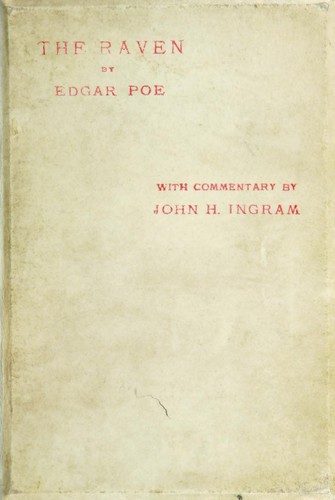 THE RAVEN
BY
EDGAR POE
WITH COMMENTARY BY
JOHN H. INGRAM